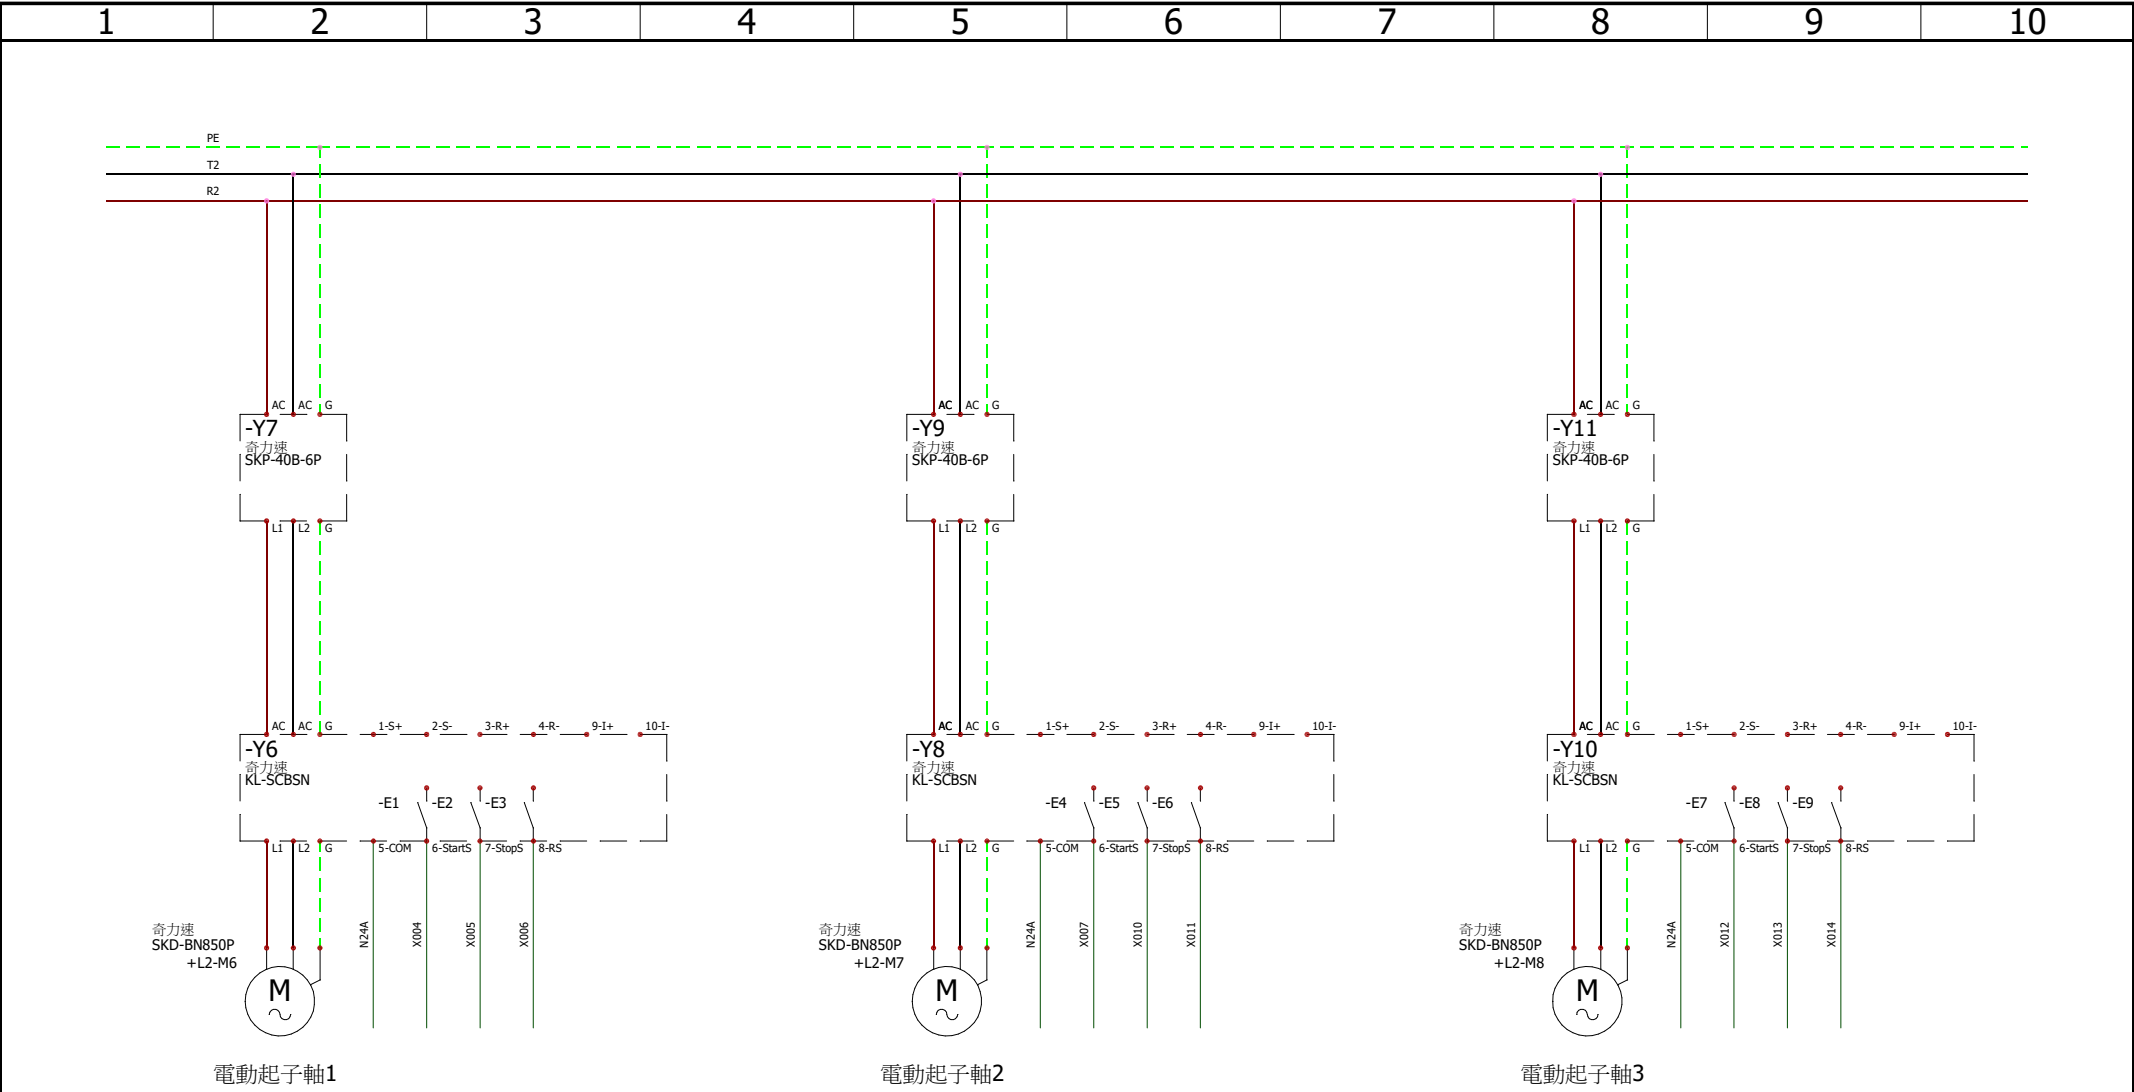 1 2 3 4 5 6 7 8 9 10
PE
T2
R2
AC AC G AC AC G AC AC G
-Y7 -Y9 -Y11
奇力速 奇力速 奇力速
SKP-40B-6P SKP-40B-6P SKP-40B-6P
L1 L2 G L1 L2 G L1 L2 G
AC AC G 1-S+ 2-S- 3-R+ 4-R- 9-I+ 10-I- AC AC G 1-S+ 2-S- 3-R+ 4-R- 9-I+ 10-I- AC AC G 1-S+ 2-S- 3-R+ 4-R- 9-I+ 10-I-
-Y6 -Y8 -Y10
奇力速 奇力速 奇力速
KL-SCBSN KL-SCBSN KL-SCBSN
-E1 -E2 -E3 -E4 -E5 -E6 -E7 -E8 -E9
L1 L2 G 5-COM 6-StartS 7-StopS 8-RS L1 L2 G 5-COM 6-StartS 7-StopS 8-RS L1 L2 G 5-COM 6-StartS 7-StopS 8-RS
N24A X004 X005 X006 N24A X007 X010 X011 N24A X012 X013 X014
奇力速 奇力速 奇力速
SKD-BN850P SKD-BN850P SKD-BN850P
+L2-M6 +L2-M7 +L2-M8
M M M
電動起子軸1 電動起子軸2 電動起子軸3